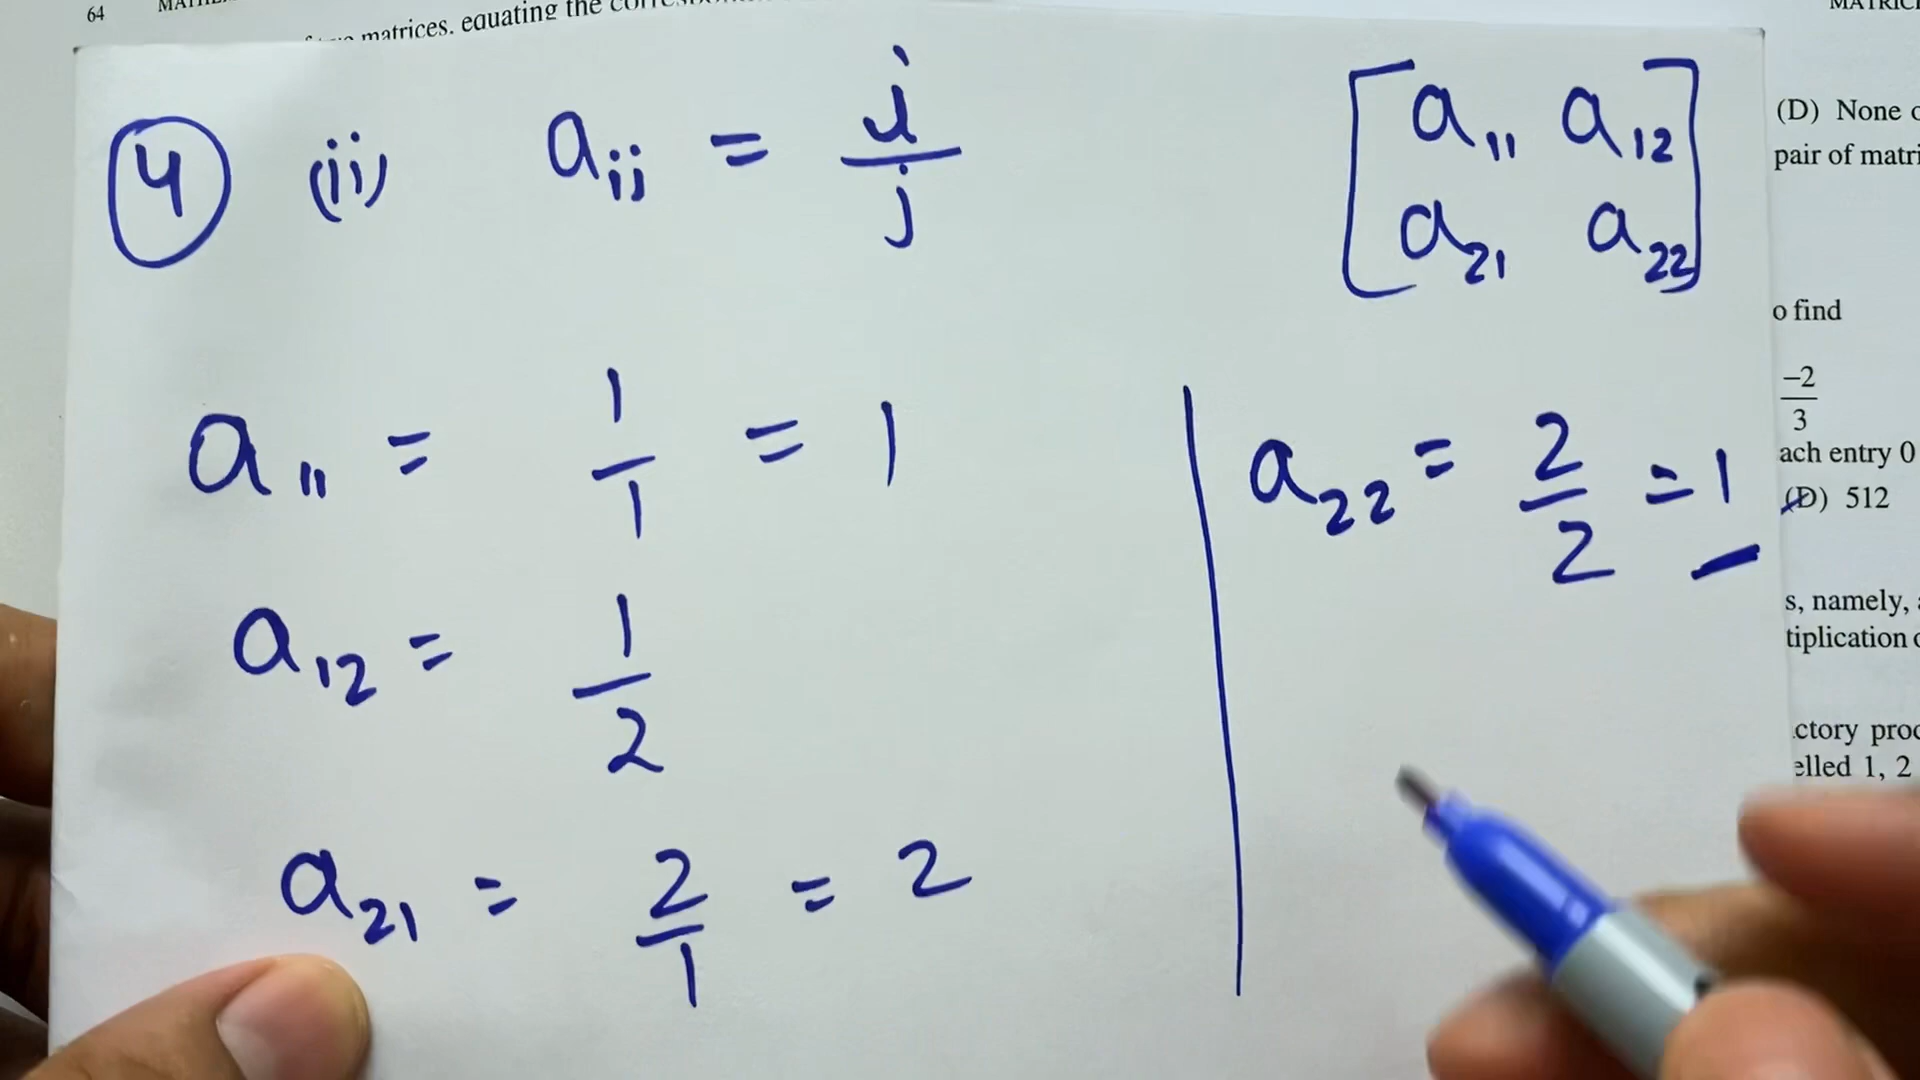 64
matrices, equating the
④ (ii) aij = i/j
[a11 a12
a21 a22]
a11 = 1/1 = 1
a12 = 1/2
a21 = 2/1 = 2
a22 = 2/2 = 1
(D) None
pair of matri
o find
-2/3
ach entry 0
(D) 512
s, namely,
tiplication
ctory proc
elled 1, 2